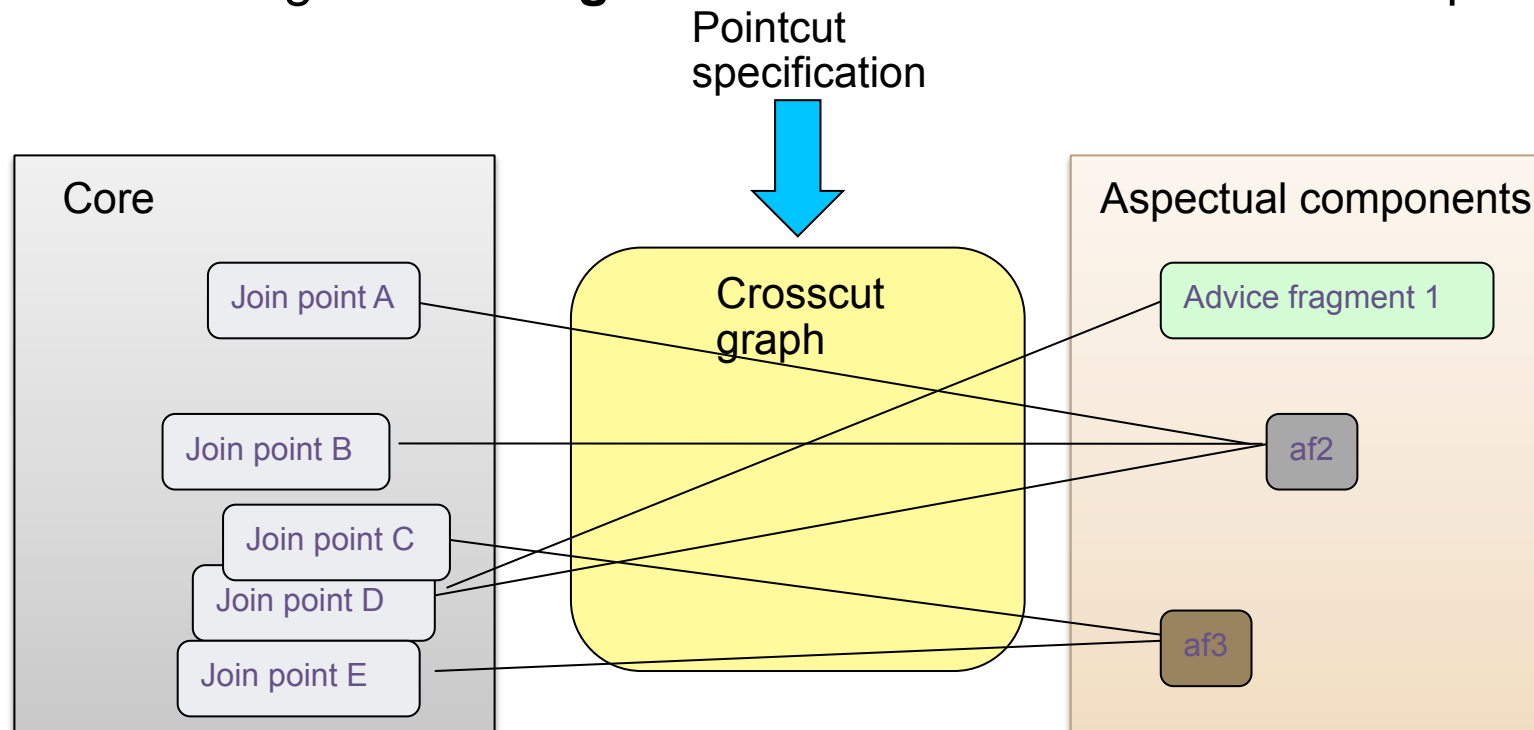 Pointcut
specification
Core
Aspectual components
Crosscut
graph
Join point A
Advice fragment 1
Join point B
af2
Join point C
Join point D
af3
Join point E